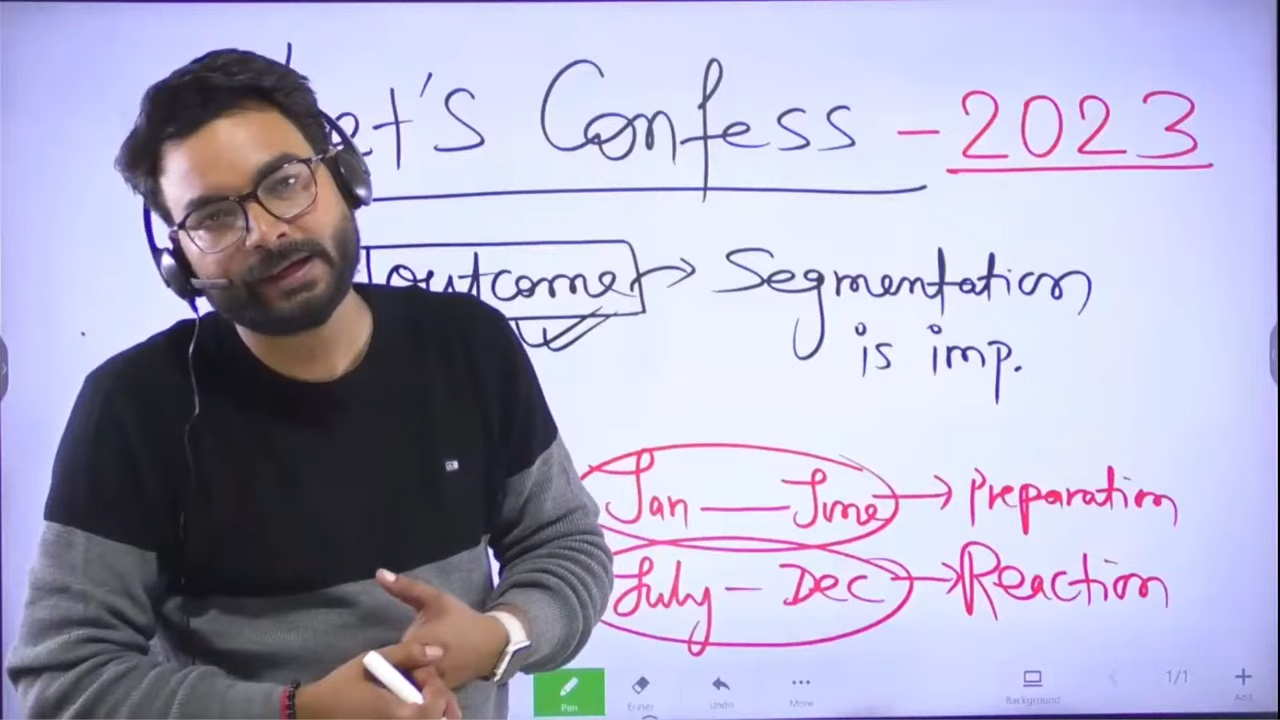 et's Confess - 2023
outcome → Segmentation
is imp.
Jan — June → Preparation
July - Dec → Reaction
Pen Eraser Undo More Background 1/1 Add